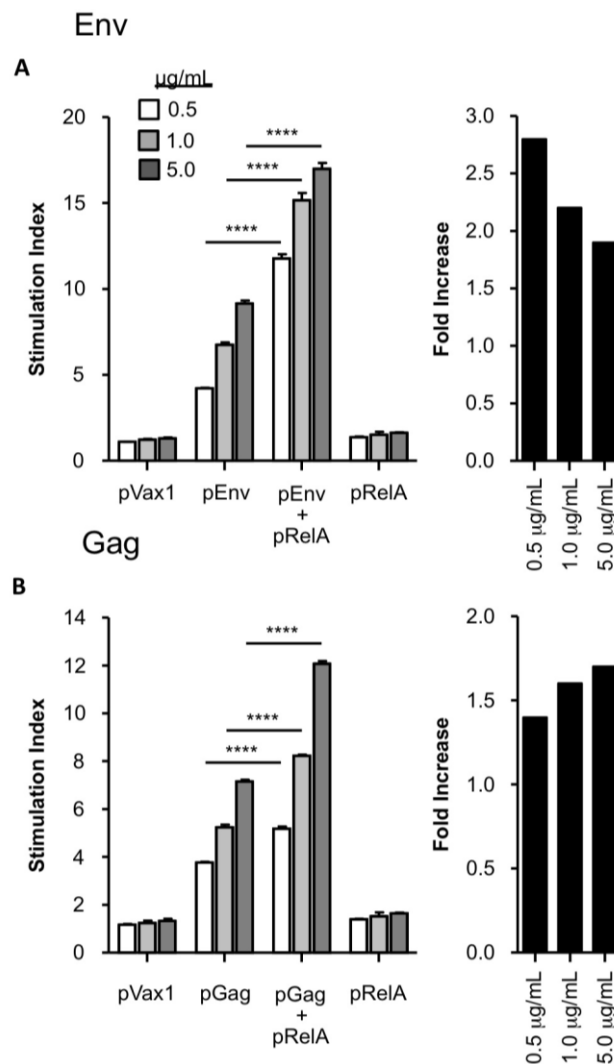 Env
A
µg/mL
0.5
1.0
5.0
****
****
****
20
15
10
5
0
Stimulation Index
pVax1
pEnv
pEnv
+
pRelA
pRelA
3.0
2.5
2.0
1.5
1.0
0.5
0.0
Fold Increase
0.5 µg/mL
1.0 µg/mL
5.0 µg/mL
Gag
B
14
12
10
8
6
4
2
0
Stimulation Index
****
****
****
pVax1
pGag
pGag
+
pRelA
pRelA
2.0
1.5
1.0
0.5
0.0
Fold Increase
0.5 µg/mL
1.0 µg/mL
5.0 µg/mL